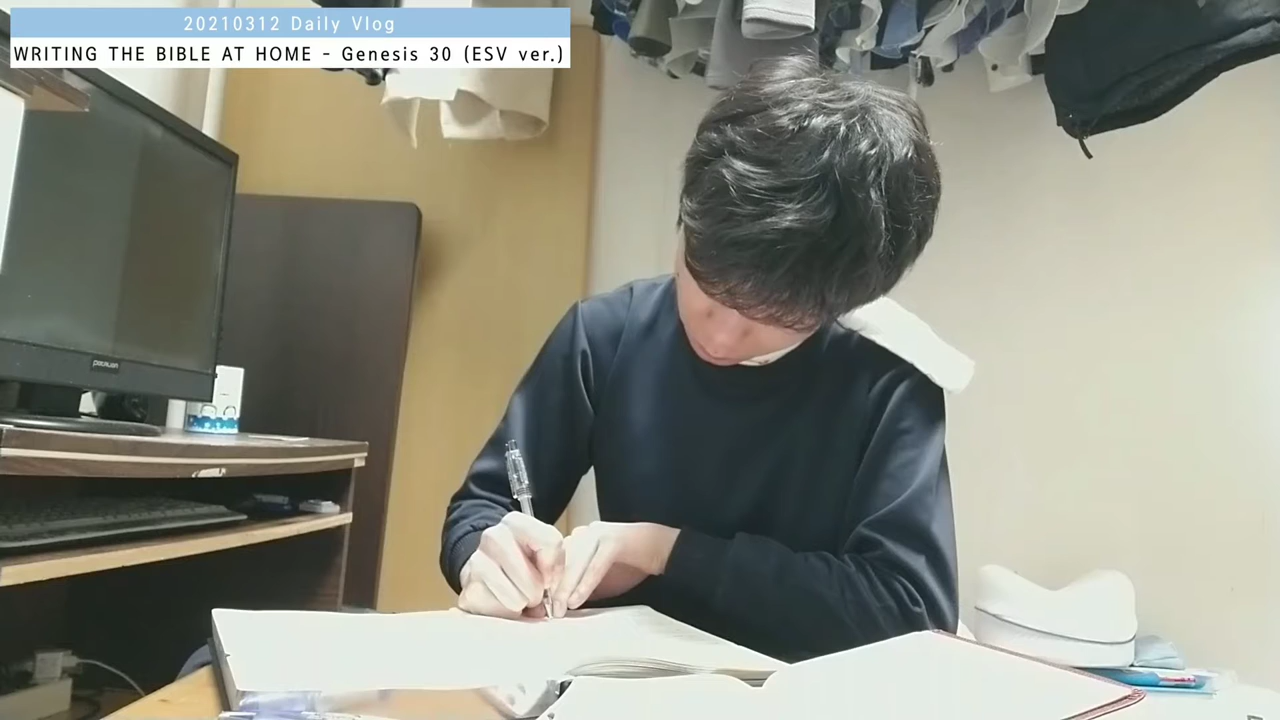 20210312 Daily Vlog
WRITING THE BIBLE AT HOME - Genesis 30 (ESV ver.)